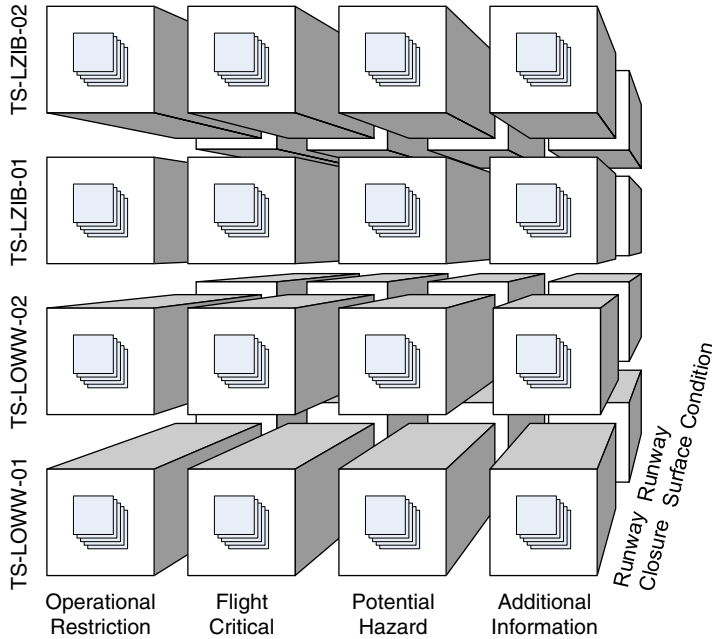 TS-LZIB-02
TS-LZIB-01
TS-LOWW-02
TS-LOWW-01
Operational
Restriction
Flight
Critical
Potential
Hazard
Additional
Information
Runway
Closure
Runway
Surface Condition